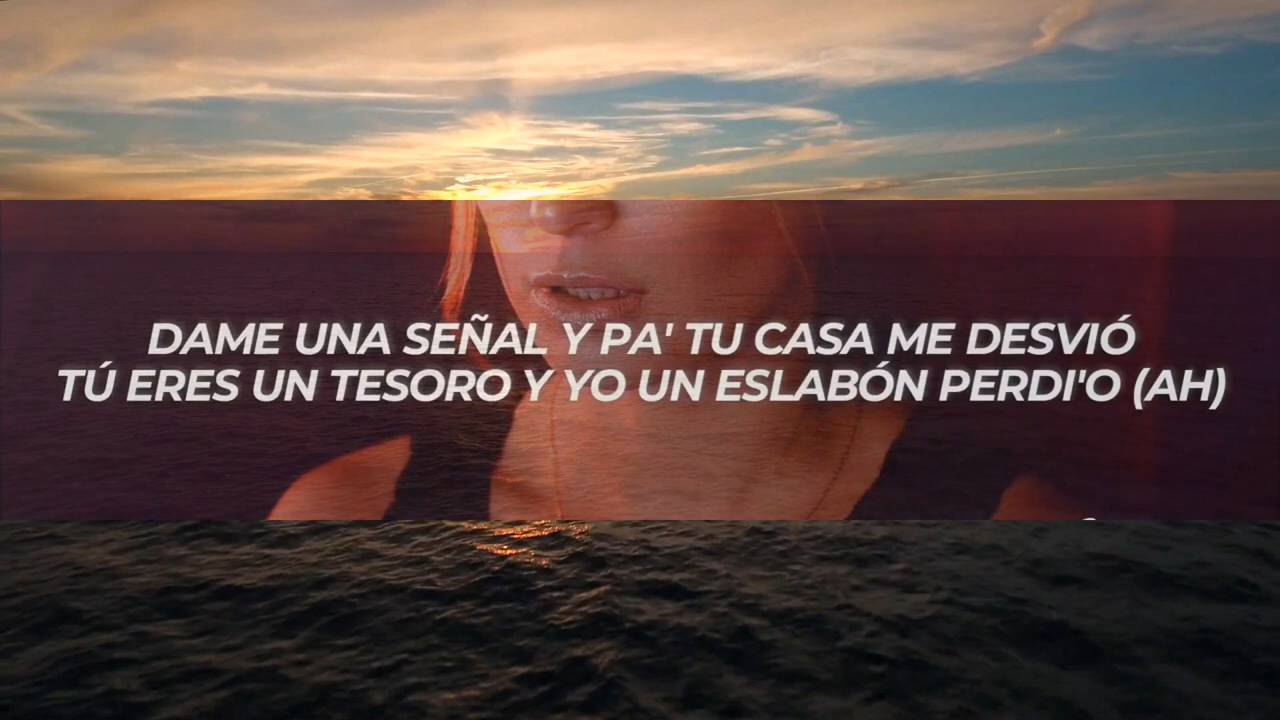 DAME UNA SEÑAL Y PA' TU CASA ME DESVIÓ
TÚ ERES UN TESORO Y YO UN ESLABÓN PERDI'O (AH)